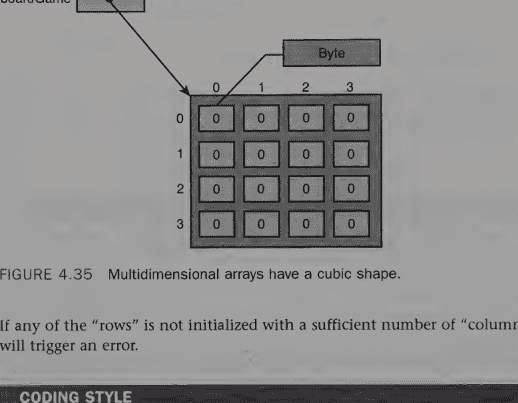 Byte
0 1 2 3
0 0 0 0 0
1 0 0 0 0
2 0 0 0 0
3 0 0 0 0
FIGURE 4.35 Multidimensional arrays have a cubic shape.
If any of the “rows” is not initialized with a sufficient number of
will trigger an error.
CODING STYLE